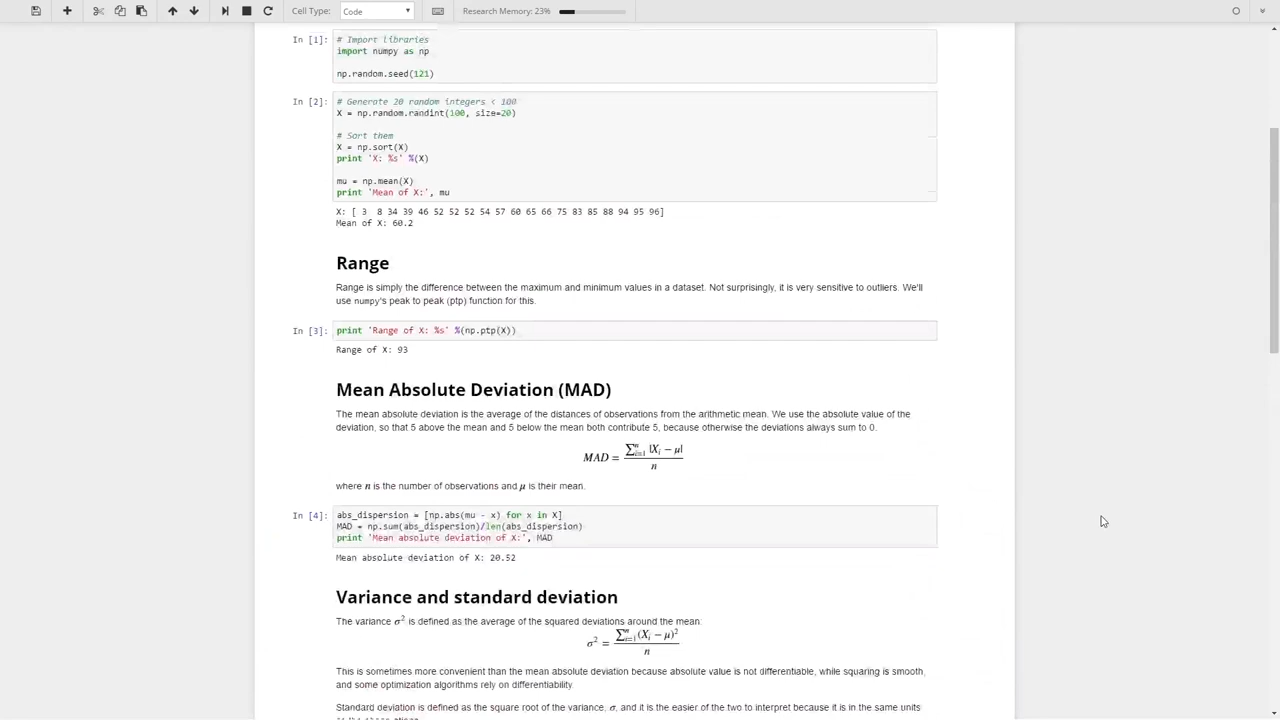 Cell Type: Code Research Memory: 23%
In [1]: # Import libraries
import numpy as np
np.random.seed(121)
In [2]: # Generate 20 random integers < 100
X = np.random.randint(100, size=20)
# Sort them
X = np.sort(X)
print 'X: %s' %(X)
mu = np.mean(X)
print 'Mean of X:', mu
X: [ 3  8 34 39 46 52 52 52 54 57 60 65 66 75 83 85 88 94 95 96]
Mean of X: 60.2
Range
Range is simply the difference between the maximum and minimum values in a dataset. Not surprisingly, it is very sensitive to outliers. We'll
use numpy's peak to peak (ptp) function for this.
In [3]: print 'Range of X: %s' %(np.ptp(X))
Range of X: 93
Mean Absolute Deviation (MAD)
The mean absolute deviation is the average of the distances of observations from the arithmetic mean. We use the absolute value of the
deviation, so that 5 above the mean and 5 below the mean both contribute 5, because otherwise the deviations always sum to 0.
MAD = ∑ⁿᵢ₌₁ |Xᵢ − μ| / n
where n is the number of observations and μ is their mean.
In [4]: abs_dispersion = [np.abs(mu - x) for x in X]
MAD = np.sum(abs_dispersion)/len(abs_dispersion)
print 'Mean absolute deviation of X:', MAD
Mean absolute deviation of X: 20.52
Variance and standard deviation
The variance σ² is defined as the average of the squared deviations around the mean:
σ² = ∑ⁿᵢ₌₁ (Xᵢ − μ)² / n
This is sometimes more convenient than the mean absolute deviation because absolute value is not differentiable, while squaring is smooth,
and some optimization algorithms rely on differentiability.
Standard deviation is defined as the square root of the variance, σ, and it is the easier of the two to interpret because it is in the same units